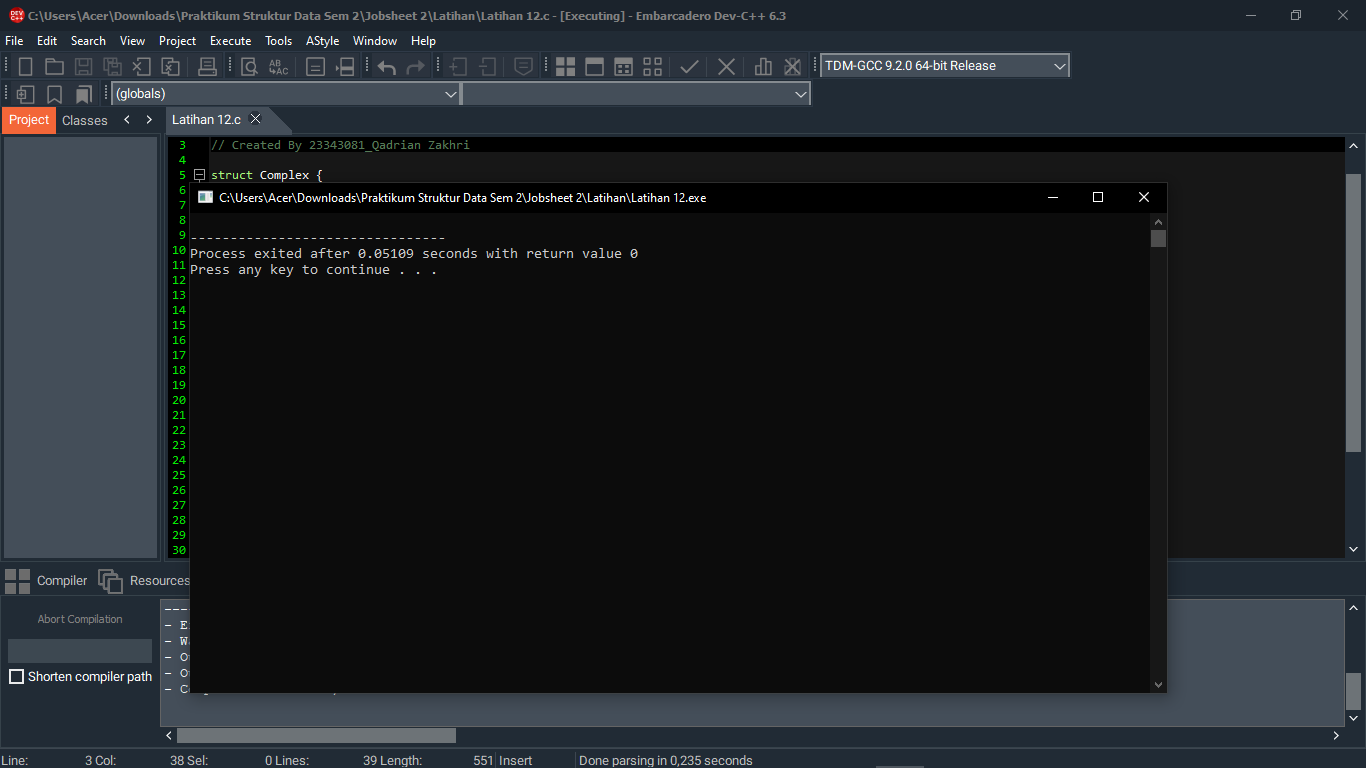 C:\Users\Acer\Downloads\Praktikum Struktur Data Sem 2\Jobsheet 2\Latihan\Latihan 12.c - [Executing] - Embarcadero Dev-C++ 6.3
File Edit Search View Project Execute Tools AStyle Window Help
TDM-GCC 9.2.0 64-bit Release
(globals)
Project Classes
Latihan 12.c
3 // Created By 23343081_Qadrian Zakhri
4
5 struct Complex {
6
7
8
9
10
11
12
13
14
15
16
17
18
19
20
21
22
23
24
25
26
27
28
29
30
C:\Users\Acer\Downloads\Praktikum Struktur Data Sem 2\Jobsheet 2\Latihan\Latihan 12.exe
--------------------------------
Process exited after 0.05109 seconds with return value 0
Press any key to continue . . .
Compiler Resources
Abort Compilation
Shorten compiler path
Line: 3 Col: 38 Sel: 0 Lines: 39 Length: 551 Insert Done parsing in 0,235 seconds